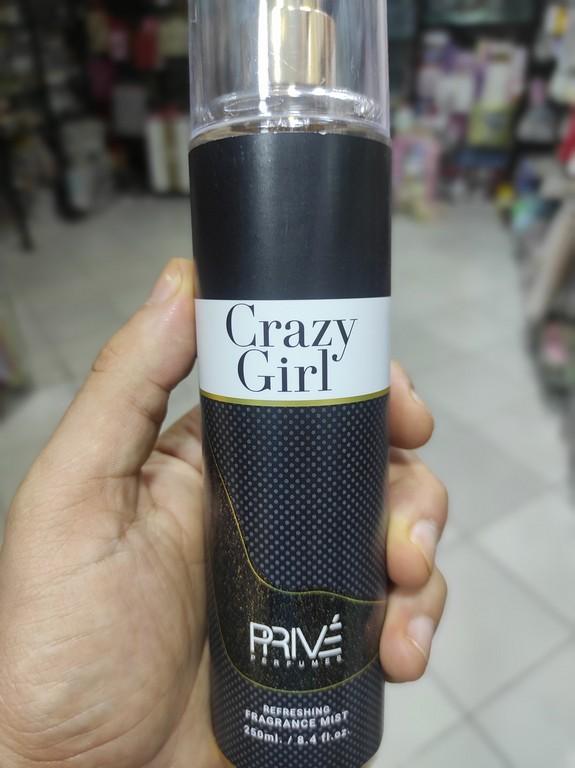 Crazy
Girl
PRIVÉ
PERFUMES
REFRESHING
FRAGRANCE MIST
250ml. / 8.4 fl.oz.